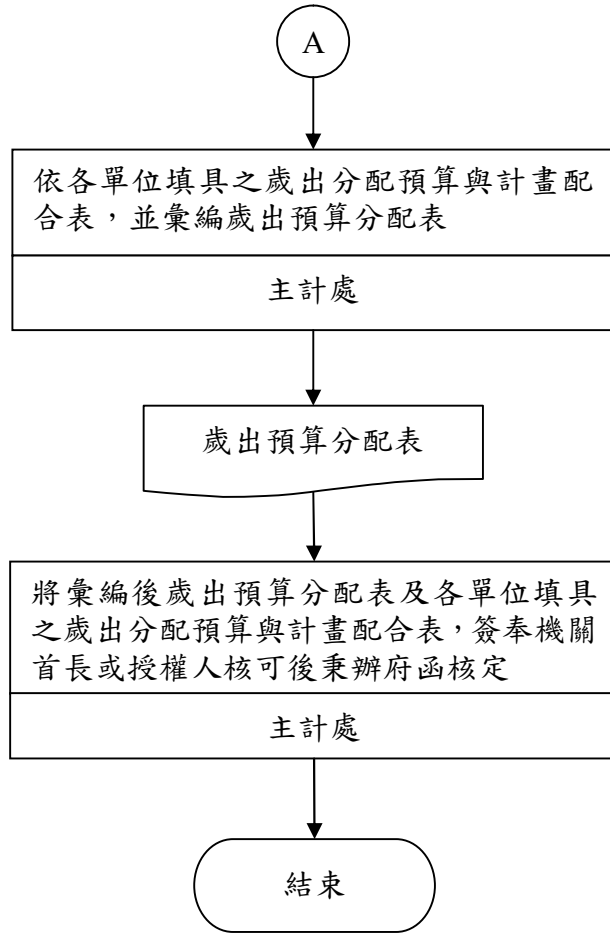 A
依各單位填具之歲出分配預算與計畫配
合表，並彙編歲出預算分配表
主計處
歲出預算分配表
將彙編後歲出預算分配表及各單位填具
之歲出分配預算與計畫配合表，簽奉機關
首長或授權人核可後秉辦府函核定
主計處
結束